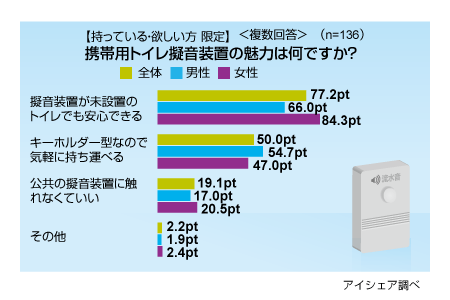 【持っている・欲しい方 限定】 ＜複数回答＞ （n=136）
携帯用トイレ擬音装置の魅力は何ですか?
全体 男性 女性
擬音装置が未設置の
トイレでも安心できる
77.2pt
66.0pt
84.3pt
キーホルダー型なので
気軽に持ち運べる
50.0pt
54.7pt
47.0pt
公共の擬音装置に触
れなくていい
19.1pt
17.0pt
20.5pt
その他
2.2pt
1.9pt
2.4pt
流水音
アイシェア調べ